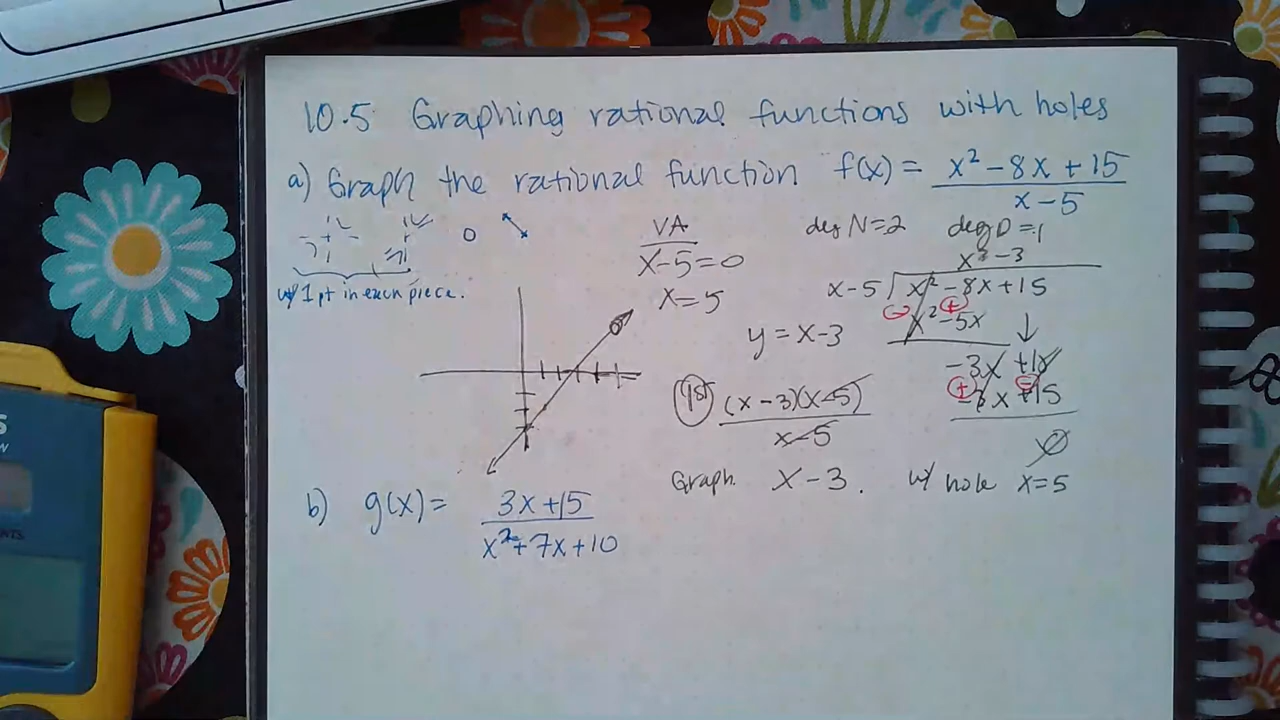 10.5 Graphing rational functions with holes
a) Graph the rational function f(x) = x² - 8x + 15 / x - 5
w/ 1 pt in each piece.
VA
x - 5 = 0
x = 5
deg N = 2 deg D = 1
x - 3
x - 5 ) x² - 8x + 15
x² - 5x
- 3x + 15
- 3x + 15
0
y = x - 3
1st (x - 3)(x - 5) / x - 5
Graph x - 3. w/ hole x = 5
b) g(x) = 3x + 15 / x² + 7x + 10